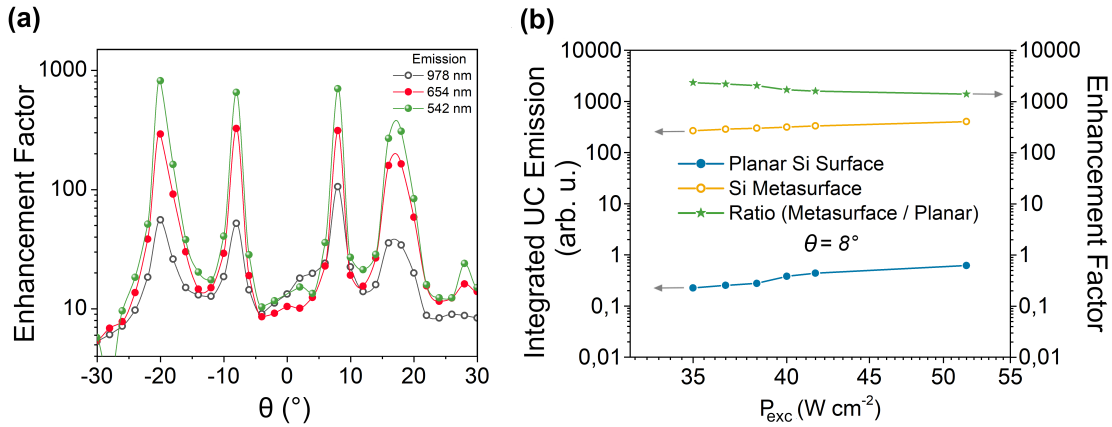 (a)
Enhancement Factor
1000
100
10
-30
-20
-10
0
10
20
30
θ (°)
Emission
978 nm
654 nm
542 nm
(b)
Integrated UC Emission
(arb. u.)
10000
1000
100
10
1
0,1
0,01
Planar Si Surface
Si Metasurface
Ratio (Metasurface / Planar)
θ = 8°
35
40
45
50
55
P_exc (W cm⁻²)
10000
1000
100
10
1
0,1
0,01
Enhancement Factor